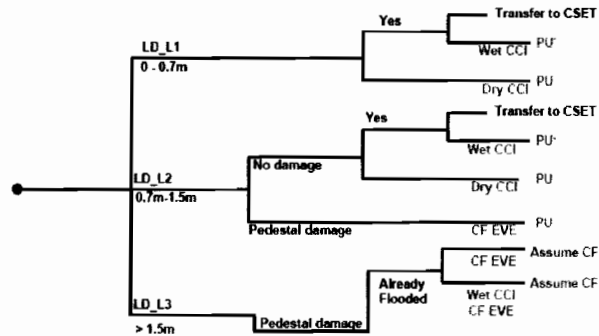 Yes
Transfer to CSET
Wet CCI PU*
LD_L1
0 - 0.7m
Dry CCI PU
Yes
Transfer to CSET
Wet CCI PU*
LD_L2
0.7m-1.5m
No damage
Dry CCI PU
Pedestal damage
CF EVE PU
CF EVE Assume CF
Already
Flooded
Wet CCI Assume CF
CF EVE
LD_L3
> 1.5m
Pedestal damage